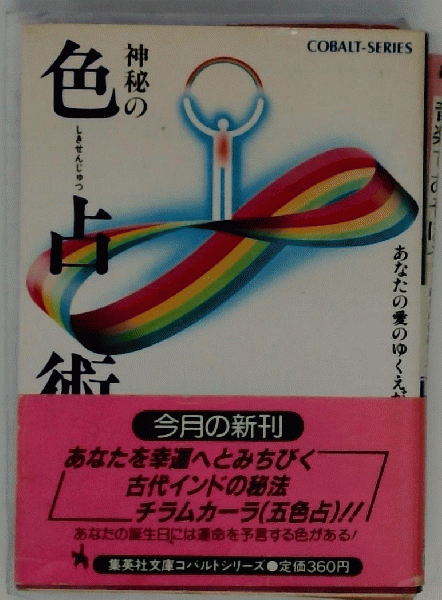 COBALT-SERIES
神秘の
色占術
しきせんじゅつ
あなたの愛のゆくえが
今月の新刊
あなたを幸運へとみちびく
古代インドの秘法
チラムカーラ(五色占)!!
あなたの誕生日には運命を予言する色がある!
集英社文庫コバルトシリーズ●定価360円